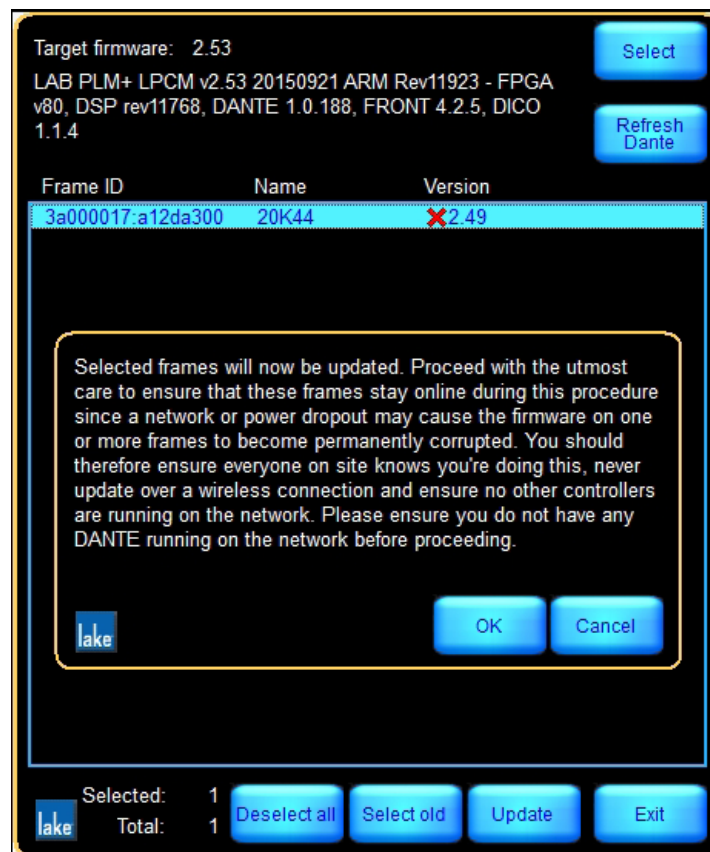 Target firmware: 2.53
Select
LAB PLM+ LPCM v2.53 20150921 ARM Rev11923 - FPGA
v80, DSP rev11768, DANTE 1.0.188, FRONT 4.2.5, DICO
1.1.4
Refresh
Dante
Frame ID Name Version
3a000017:a12da300 20K44 2.49
Selected frames will now be updated. Proceed with the utmost
care to ensure that these frames stay online during this procedure
since a network or power dropout may cause the firmware on one
or more frames to become permanently corrupted. You should
therefore ensure everyone on site knows you're doing this, never
update over a wireless connection and ensure no other controllers
are running on the network. Please ensure you do not have any
DANTE running on the network before proceeding.
lake
OK
Cancel
Selected: 1
Total: 1
lake
Deselect all
Select old
Update
Exit